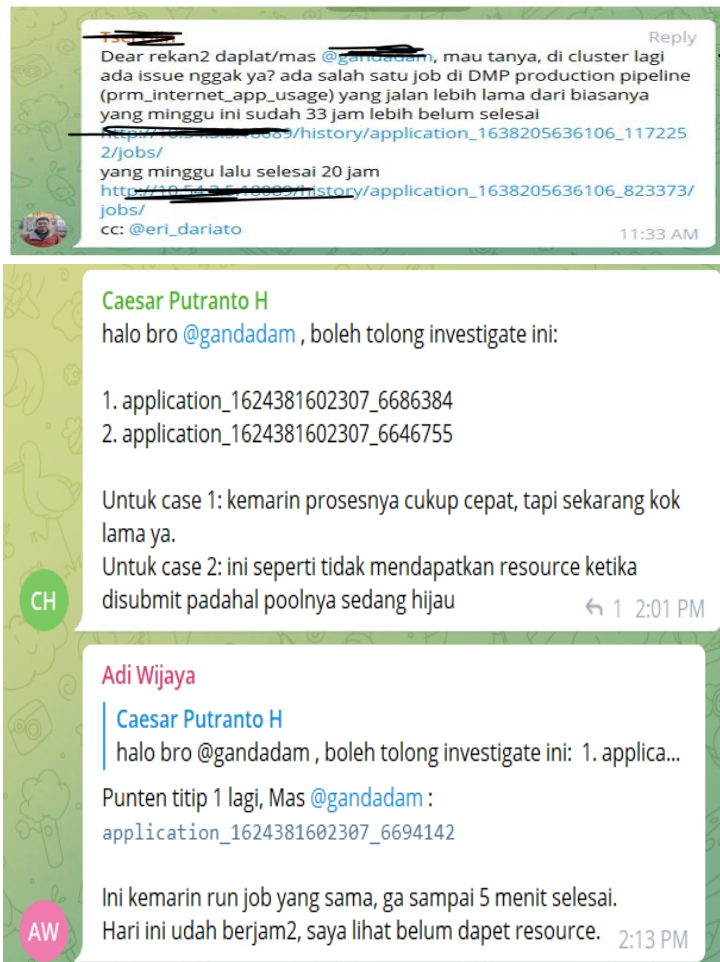 Reply
Dear rekan2 daplat/mas @gandadam, mau tanya, di cluster lagi
ada issue nggak ya? ada salah satu job di DMP production pipeline
(prm_internet_app_usage) yang jalan lebih lama dari biasanya
yang minggu ini sudah 33 jam lebih belum selesai
/history/application_1638205636106_117225
2/jobs/
yang minggu lalu selesai 20 jam
/history/application_1638205636106_823373/
jobs/
cc: @eri_dariato
11:33 AM
Caesar Putranto H
halo bro @gandadam , boleh tolong investigate ini:
1. application_1624381602307_6686384
2. application_1624381602307_6646755
Untuk case 1: kemarin prosesnya cukup cepat, tapi sekarang kok
lama ya.
Untuk case 2: ini seperti tidak mendapatkan resource ketika
disubmit padahal poolnya sedang hijau
CH
1 2:01 PM
Adi Wijaya
Caesar Putranto H
halo bro @gandadam , boleh tolong investigate ini: 1. applica...
Punten titip 1 lagi, Mas @gandadam :
application_1624381602307_6694142
Ini kemarin run job yang sama, ga sampai 5 menit selesai.
Hari ini udah berjam2, saya lihat belum dapet resource.
AW
2:13 PM